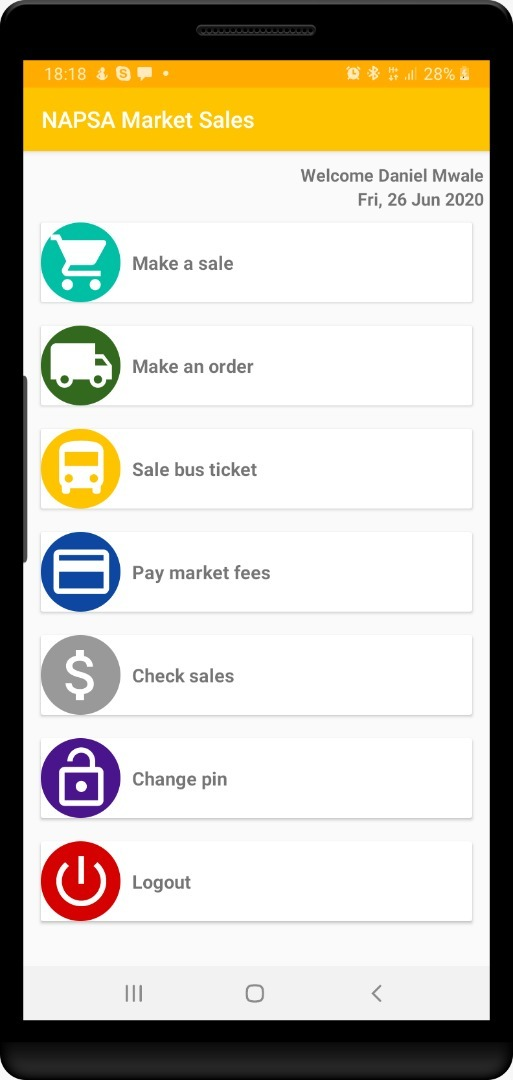 18:18 28%
NAPSA Market Sales
Welcome Daniel Mwale
Fri, 26 Jun 2020
Make a sale
Make an order
Sale bus ticket
Pay market fees
Check sales
Change pin
Logout